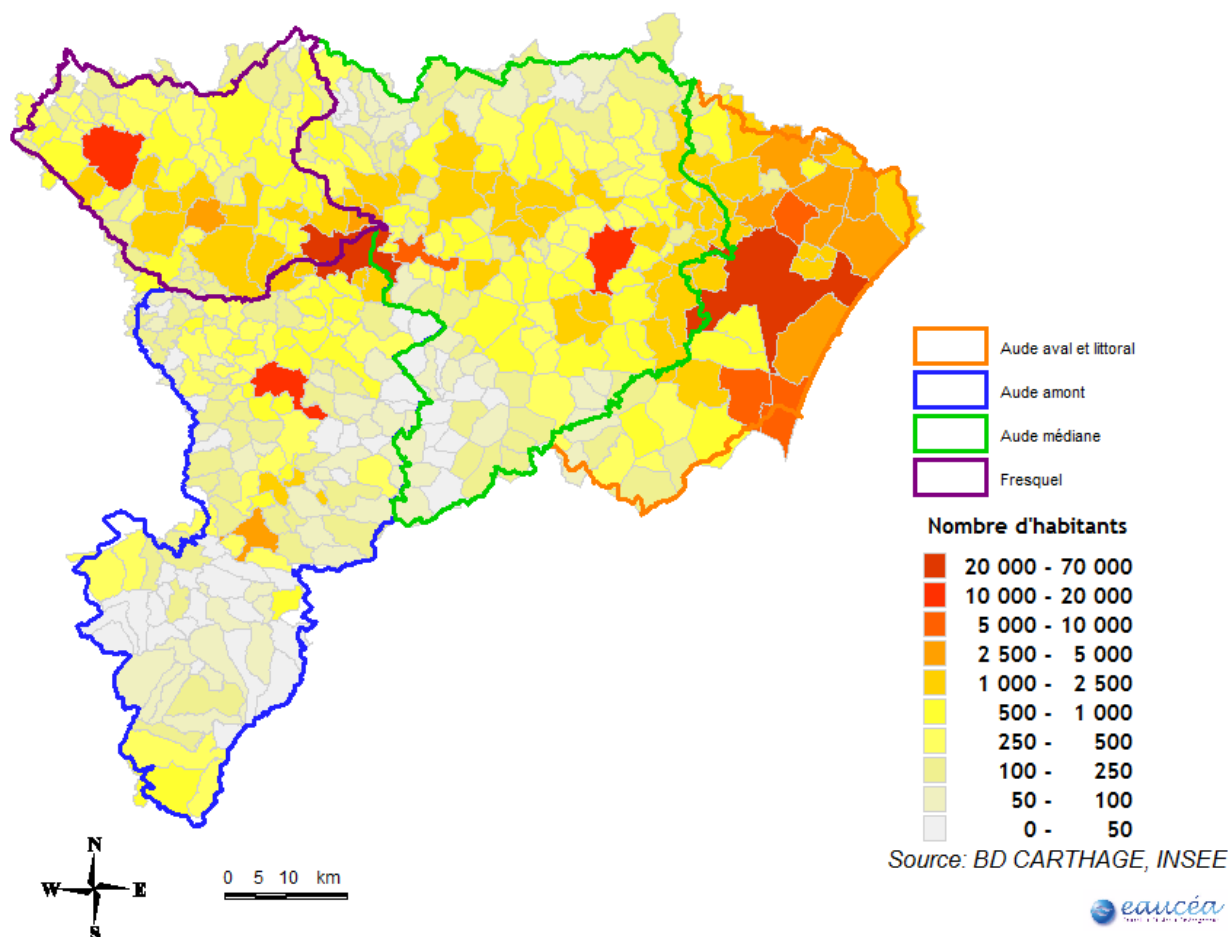 Aude aval et littoral
Aude amont
Aude médiane
Fresquel
Nombre d'habitants
20 000 - 70 000
10 000 - 20 000
5 000 - 10 000
2 500 - 5 000
1 000 - 2 500
500 - 1 000
250 - 500
100 - 250
50 - 100
0 - 50
Source: BD CARTHAGE, INSEE
N
W E
S
0 5 10 km
eaucéa